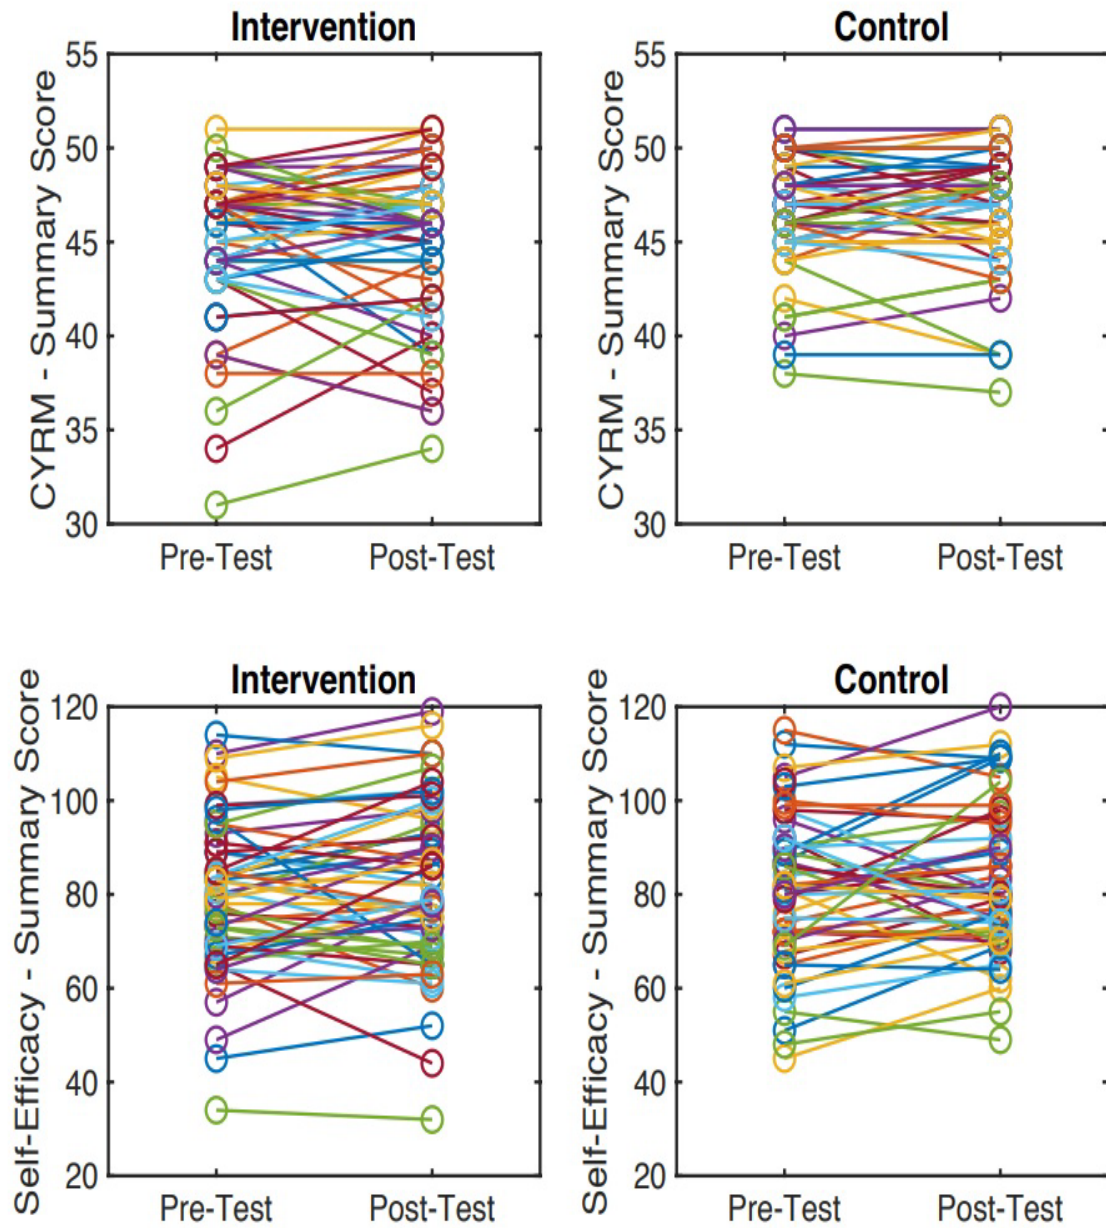 Intervention
Control
CYRM - Summary Score
55
50
45
40
35
30
Pre-Test
Post-Test
CYRM - Summary Score
55
50
45
40
35
30
Pre-Test
Post-Test
Intervention
Control
Self-Efficacy - Summary Score
120
100
80
60
40
20
Pre-Test
Post-Test
Self-Efficacy - Summary Score
120
100
80
60
40
20
Pre-Test
Post-Test